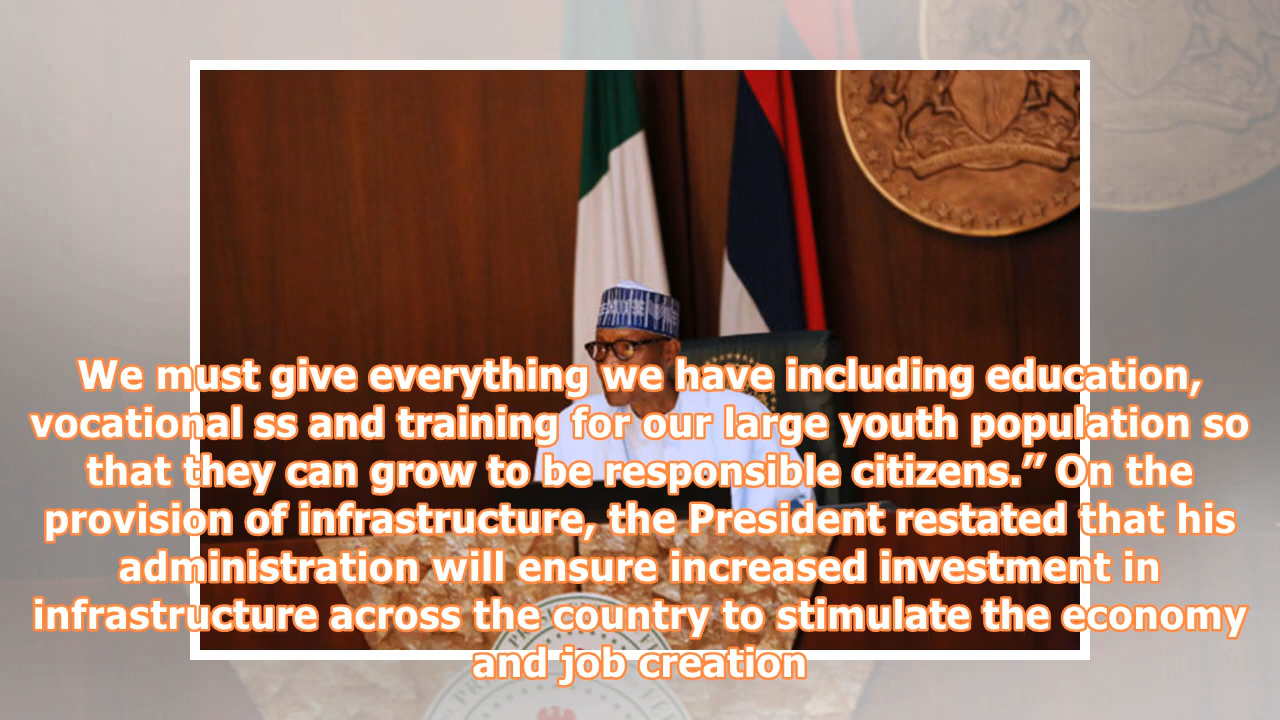 We must give everything we have including education,
vocational ss and training for our large youth population so
that they can grow to be responsible citizens.” On the
provision of infrastructure, the President restated that his
administration will ensure increased investment in
infrastructure across the country to stimulate the economy
and job creation